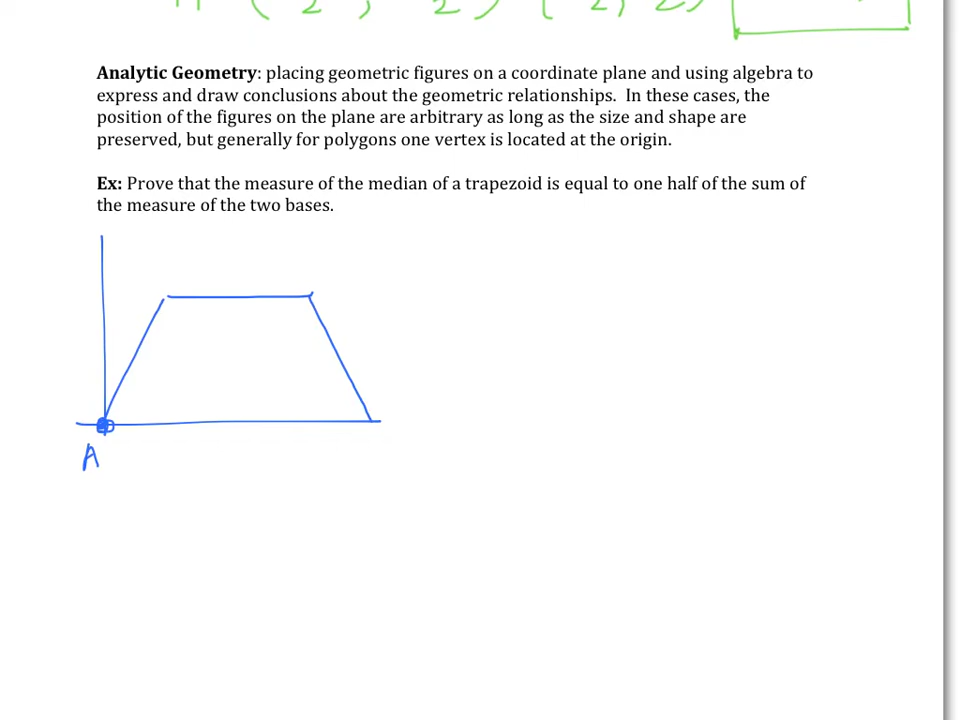 Analytic Geometry: placing geometric figures on a coordinate plane and using algebra to
express and draw conclusions about the geometric relationships.  In these cases, the
position of the figures on the plane are arbitrary as long as the size and shape are
preserved, but generally for polygons one vertex is located at the origin.
Ex: Prove that the measure of the median of a trapezoid is equal to one half of the sum of
the measure of the two bases.
A